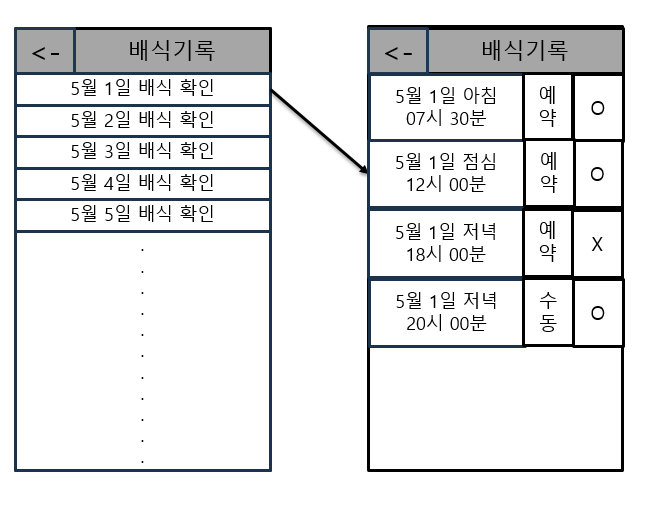 <- 배식기록
5월 1일 배식 확인
5월 2일 배식 확인
5월 3일 배식 확인
5월 4일 배식 확인
5월 5일 배식 확인
.
.
.
.
.
.
.
.
.
.
.
<- 배식기록
5월 1일 아침
07시 30분
예
약
O
5월 1일 점심
12시 00분
예
약
O
5월 1일 저녁
18시 00분
예
약
X
5월 1일 저녁
20시 00분
수
동
O